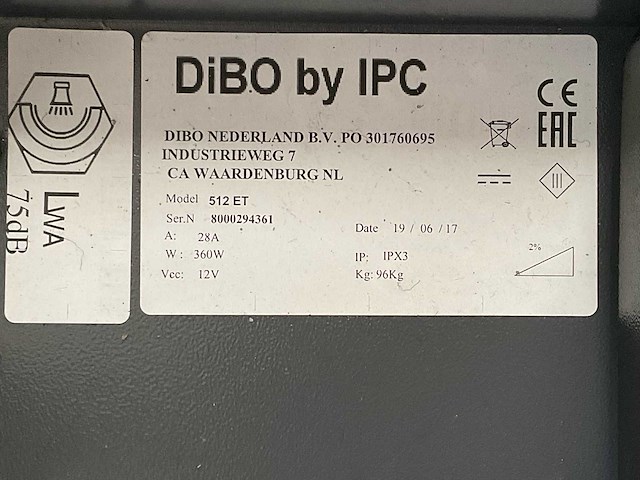 DiBO by IPC
DIBO NEDERLAND B.V. PO 301760695
INDUSTRIEWEG 7
CA WAARDENBURG NL
Model 512 ET
Ser.N 8000294361
A: 28A
W: 360W
Vcc: 12V
Date 19 / 06 / 17
IP: IPX3
Kg: 96Kg
CE
EAC
III
2%
LWA
75dB